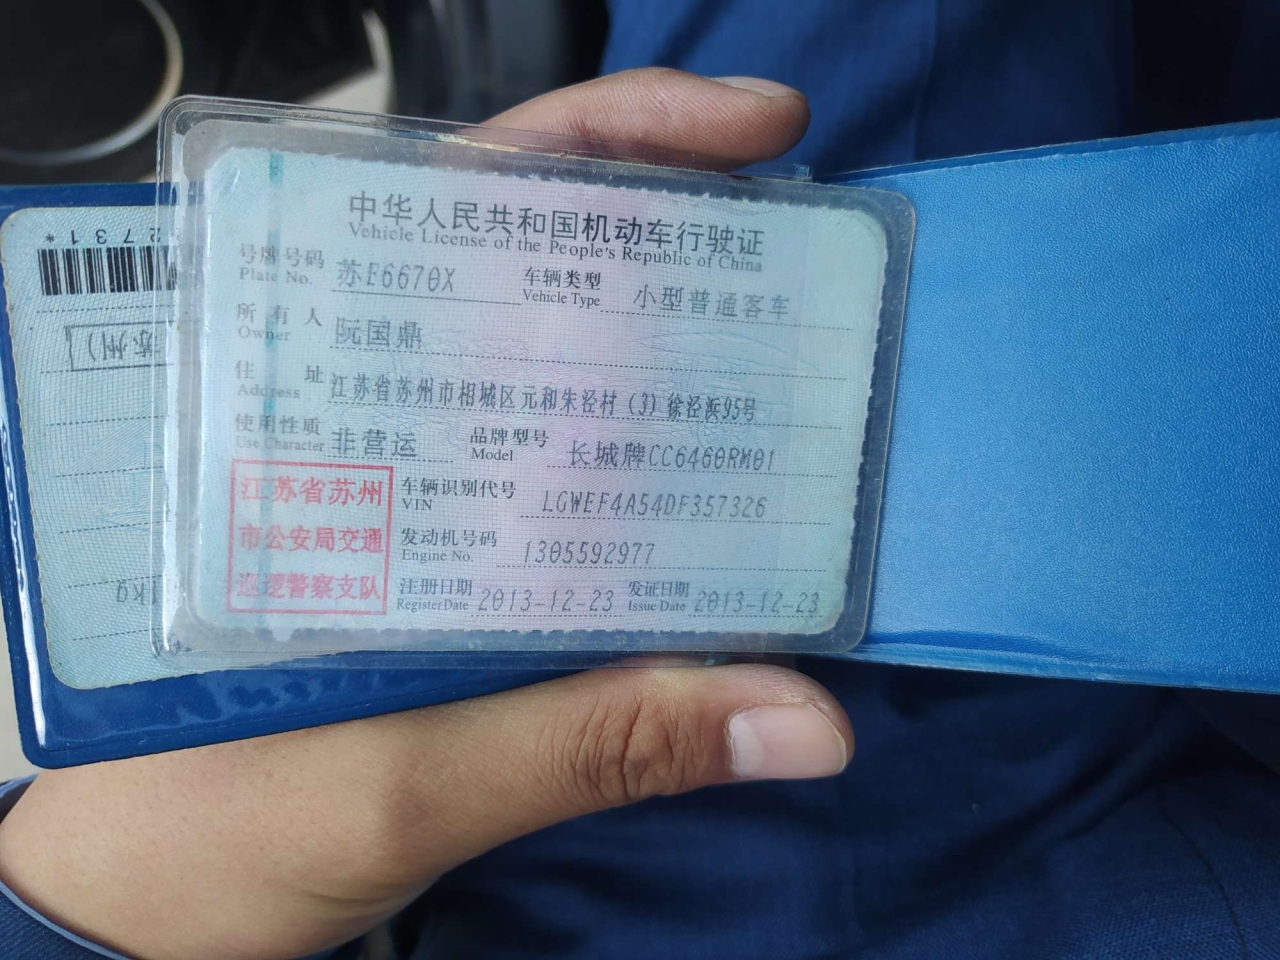 中华人民共和国机动车行驶证
Vehicle License of the People's Republic of China
号牌号码 苏E6670X 车辆类型 小型普通客车
Plate No. Vehicle Type
所有人 阮国鼎
Owner
住址 江苏省苏州市相城区元和朱泾村(3)徐泾浜95号
Address
使用性质 非营运 品牌型号 长城牌CC6460RM01
Use Character Model
江苏省苏州
市公安局交通
巡逻警察支队
车辆识别代号 LGWEF4A54DF357326
VIN
发动机号码 1305592977
Engine No.
注册日期 2013-12-23 发证日期 2013-12-23
Register Date Issue Date